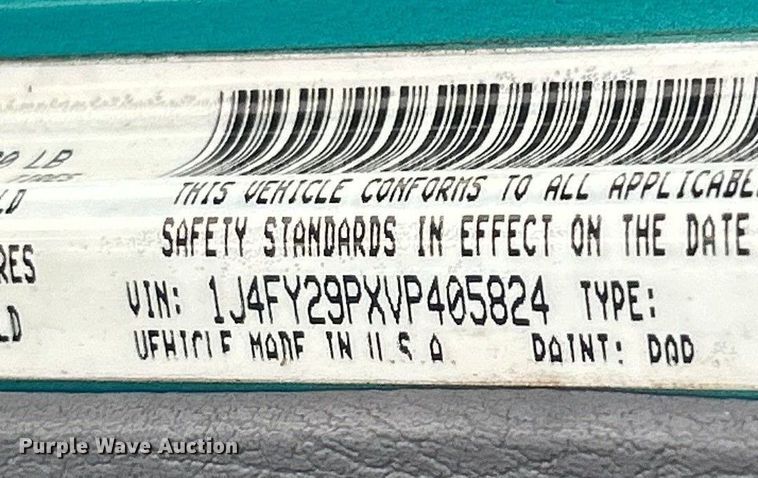 LB
LD
RES
LD
THIS VEHICLE CONFORMS TO ALL APPLICABLE
SAFETY STANDARDS IN EFFECT ON THE DATE
VIN: 1J4FY29PXVP405824 TYPE:
VEHICLE MADE IN U.S.A. PAINT: PQP
Purple Wave Auction